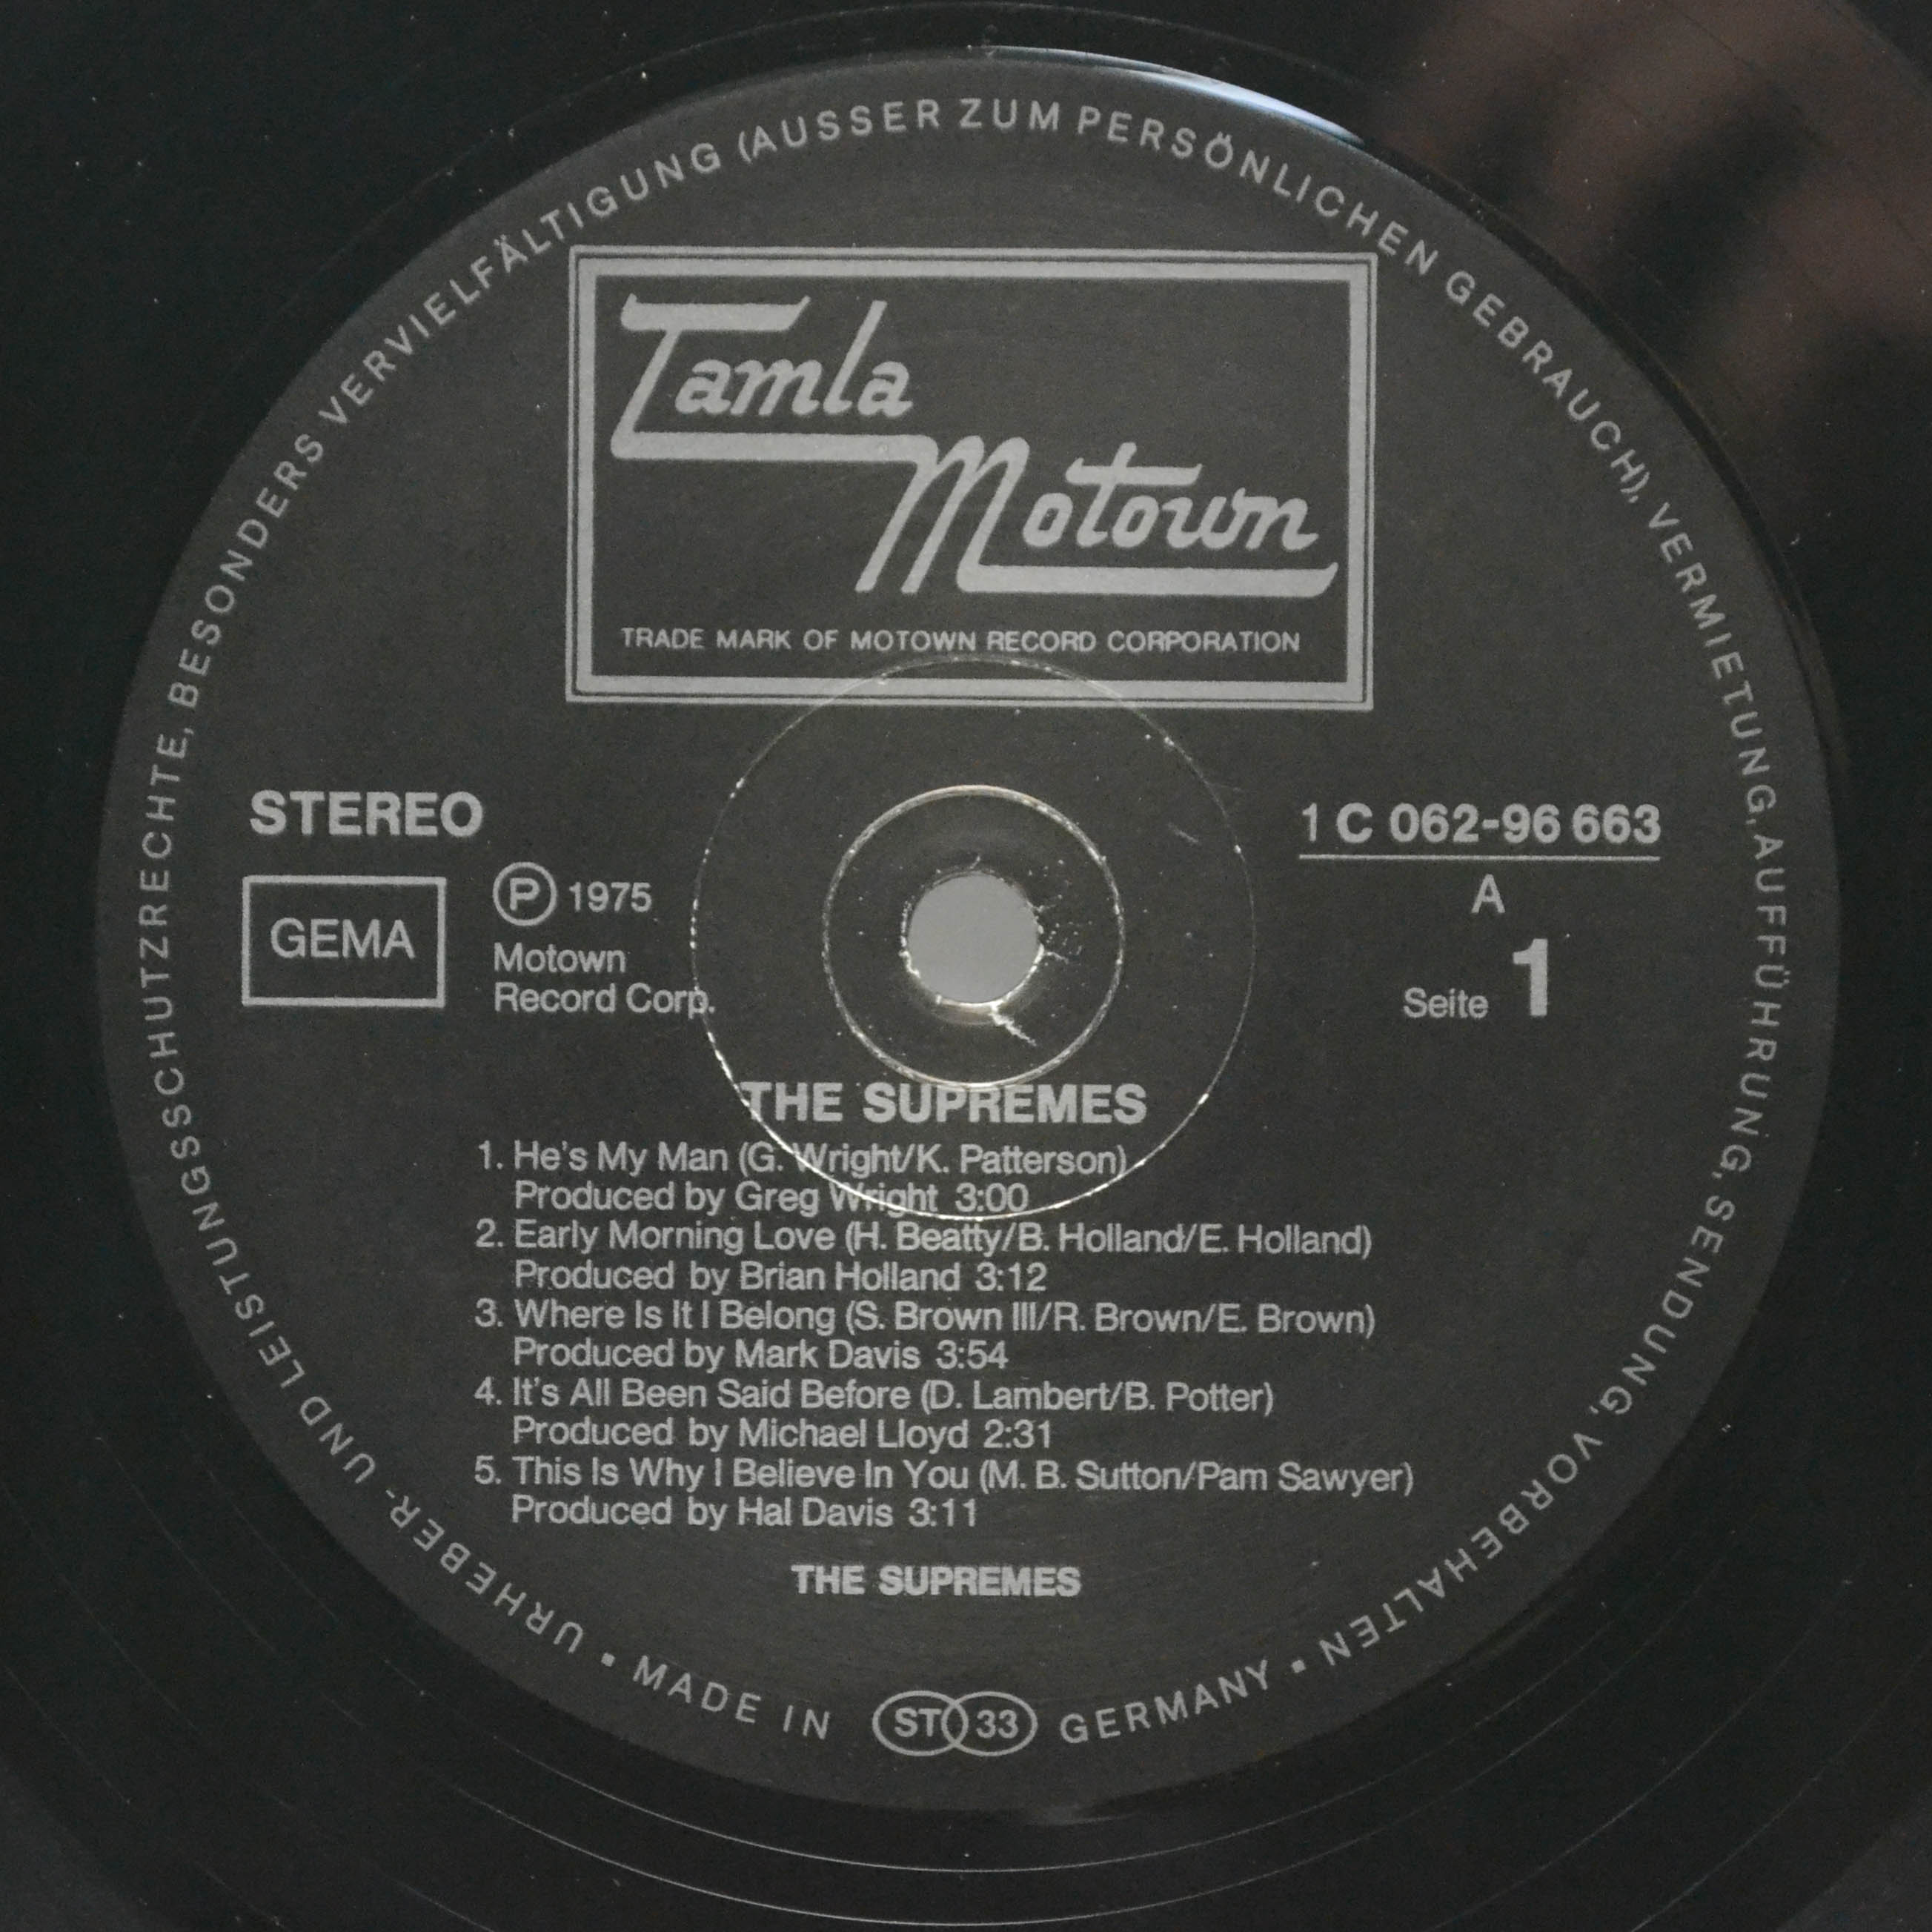 URHEBER- UND LEISTUNGSSCHUTZRECHTE, BESONDERS VERVIELFÄLTIGUNG (AUSSER ZUM PERSÖNLICHEN GEBRAUCH), VERMIETUNG, AUFFÜHRUNG, SENDUNG, VORBEHALTEN
Tamla
Motown
TRADE MARK OF MOTOWN RECORD CORPORATION
STEREO
GEMA
Ⓟ 1975
Motown
Record Corp.
1 C 062-96 663
A
Seite 1
THE SUPREMES
1. He's My Man (G. Wright/K. Patterson)
Produced by Greg Wright 3:00
2. Early Morning Love (H. Beatty/B. Holland/E. Holland)
Produced by Brian Holland 3:12
3. Where Is It I Belong (S. Brown III/R. Brown/E. Brown)
Produced by Mark Davis 3:54
4. It's All Been Said Before (D. Lambert/B. Potter)
Produced by Michael Lloyd 2:31
5. This Is Why I Believe In You (M. B. Sutton/Pam Sawyer)
Produced by Hal Davis 3:11
THE SUPREMES
▪ MADE IN ST 33 GERMANY ▪